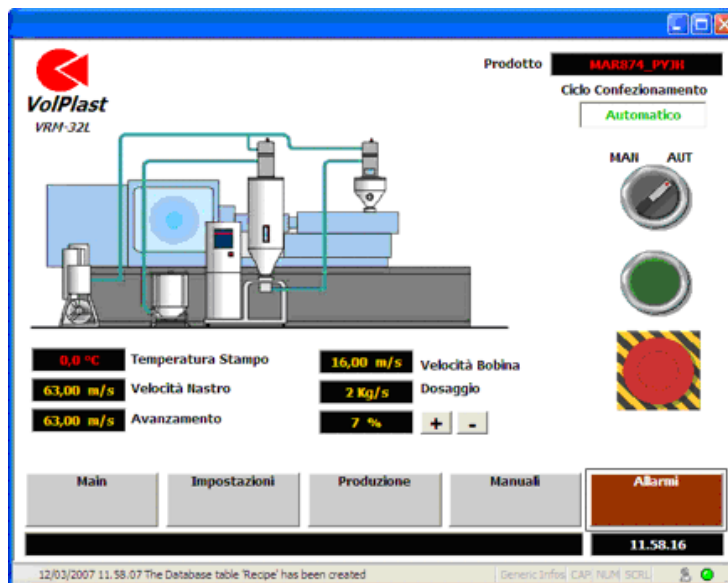 Prodotto MAR874_PYJH
VolPlast
VRM-32L
Ciclo Confezionamento
Automatico
MAN AUT
0,0 °C Temperatura Stampo
16,00 m/s Velocità Bobina
63,00 m/s Velocità Nastro
2 Kg/s Dosaggio
63,00 m/s Avanzamento
7 % + -
Main Impostazioni Produzione Manuali Allarmi
11.58.16
12/03/2007 11.58.07 The Database table 'Recipe' has been created
Generic Infos CAP NUM SCRL